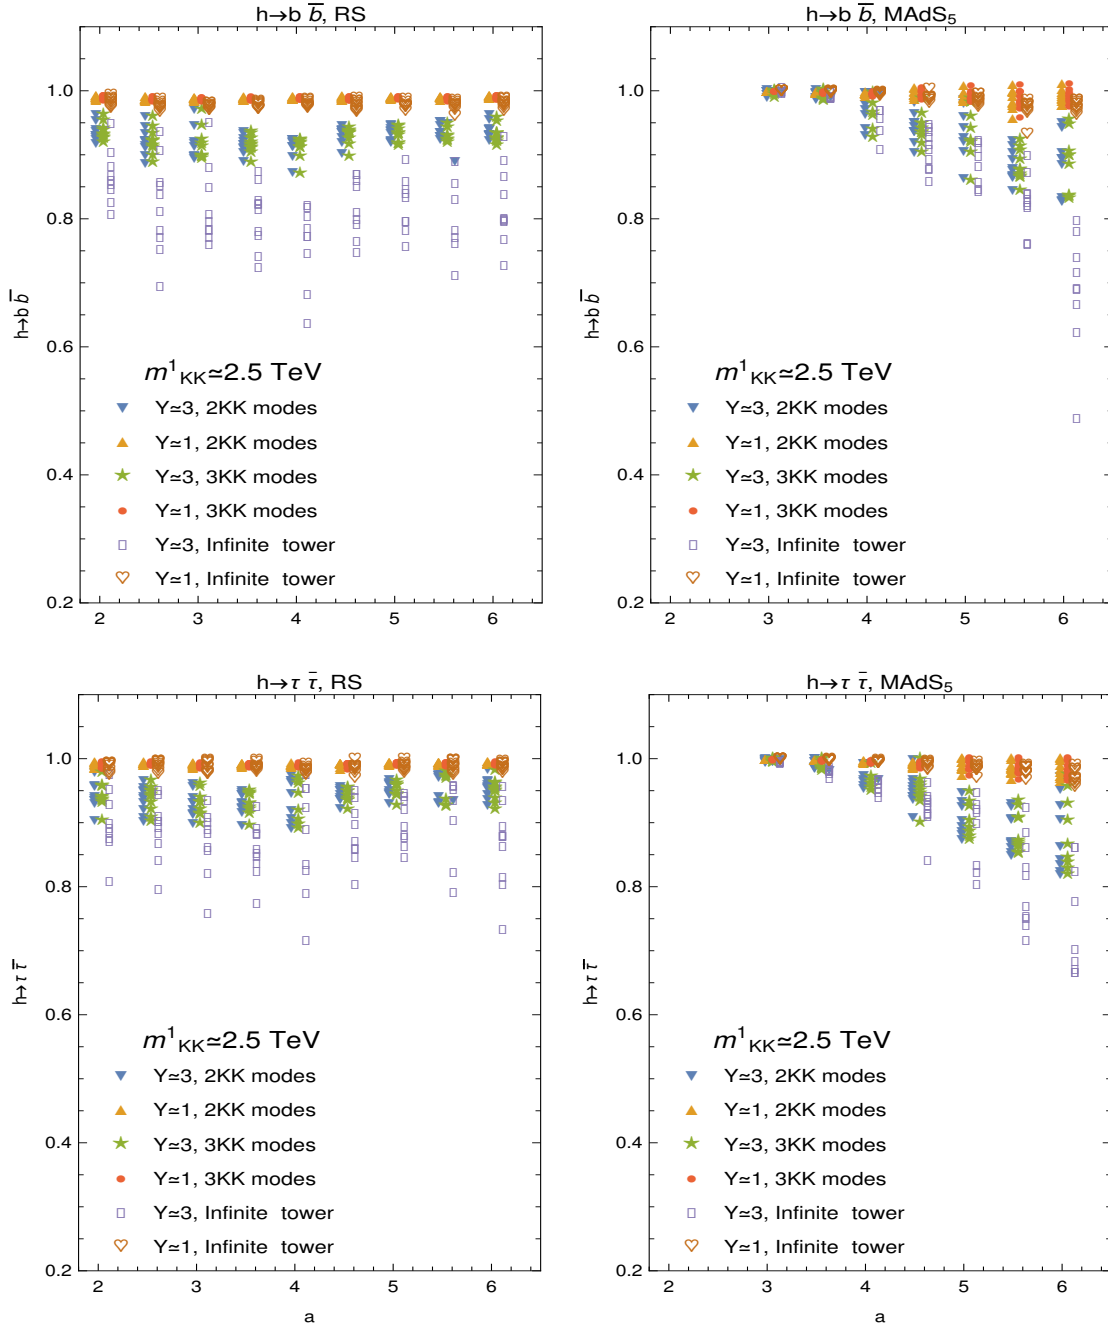 h→b b̅, RS
1.0
0.8
0.6
0.4
0.2
h→b b̅
m¹KK≃2.5 TeV
Y≃3, 2KK modes
Y≃1, 2KK modes
Y≃3, 3KK modes
Y≃1, 3KK modes
Y≃3, Infinite tower
Y≃1, Infinite tower
2 3 4 5 6
h→b b̅, MAdS₅
1.0
0.8
0.6
0.4
0.2
h→b b̅
m¹KK≃2.5 TeV
Y≃3, 2KK modes
Y≃1, 2KK modes
Y≃3, 3KK modes
Y≃1, 3KK modes
Y≃3, Infinite tower
Y≃1, Infinite tower
2 3 4 5 6
h→τ τ̅, RS
1.0
0.8
0.6
0.4
0.2
h→τ τ̅
m¹KK≃2.5 TeV
Y≃3, 2KK modes
Y≃1, 2KK modes
Y≃3, 3KK modes
Y≃1, 3KK modes
Y≃3, Infinite tower
Y≃1, Infinite tower
2 3 4 5 6
a
h→τ τ̅, MAdS₅
1.0
0.8
0.6
0.4
0.2
h→τ τ̅
m¹KK≃2.5 TeV
Y≃3, 2KK modes
Y≃1, 2KK modes
Y≃3, 3KK modes
Y≃1, 3KK modes
Y≃3, Infinite tower
Y≃1, Infinite tower
2 3 4 5 6
a